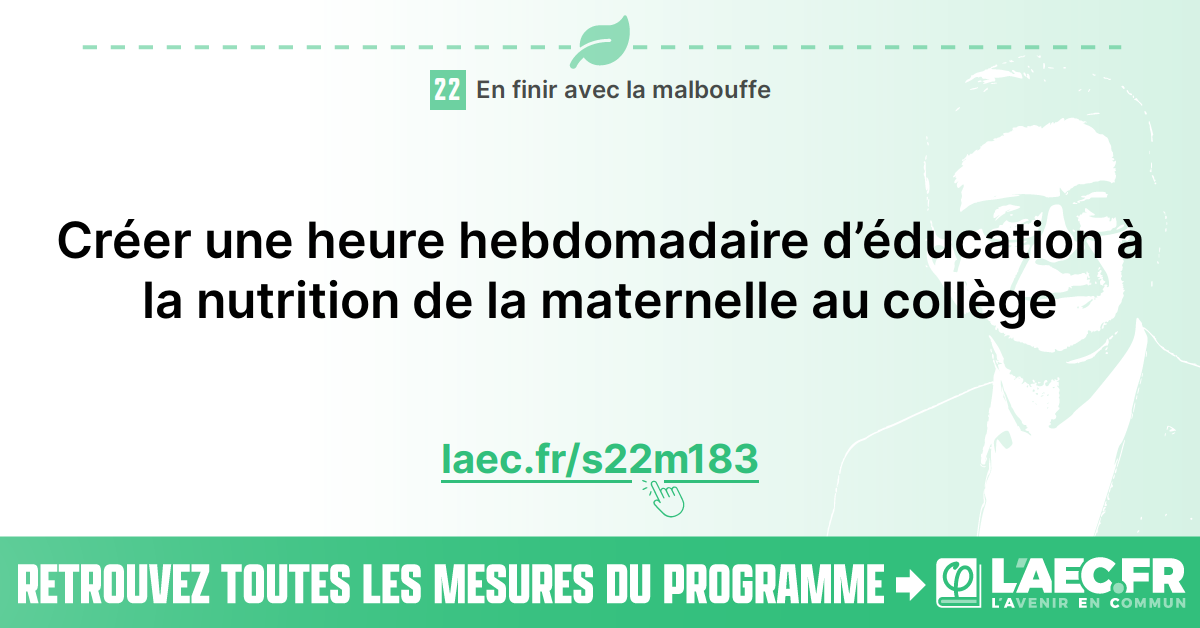 22 En finir avec la malbouffe
Créer une heure hebdomadaire d’éducation à
la nutrition de la maternelle au collège
laec.fr/s22m183
RETROUVEZ TOUTES LES MESURES DU PROGRAMME
L'AEC.FR
L'AVENIR EN COMMUN